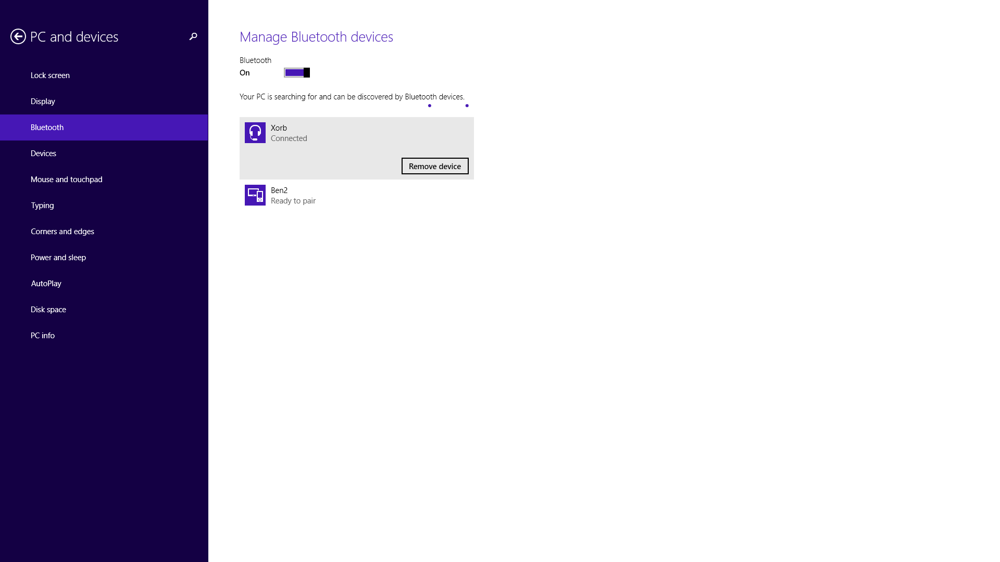 PC and devices
Lock screen
Display
Bluetooth
Devices
Mouse and touchpad
Typing
Corners and edges
Power and sleep
AutoPlay
Disk space
PC info
Manage Bluetooth devices
Bluetooth
On
Your PC is searching for and can be discovered by Bluetooth devices.
Xorb
Connected
Remove device
Ben2
Ready to pair